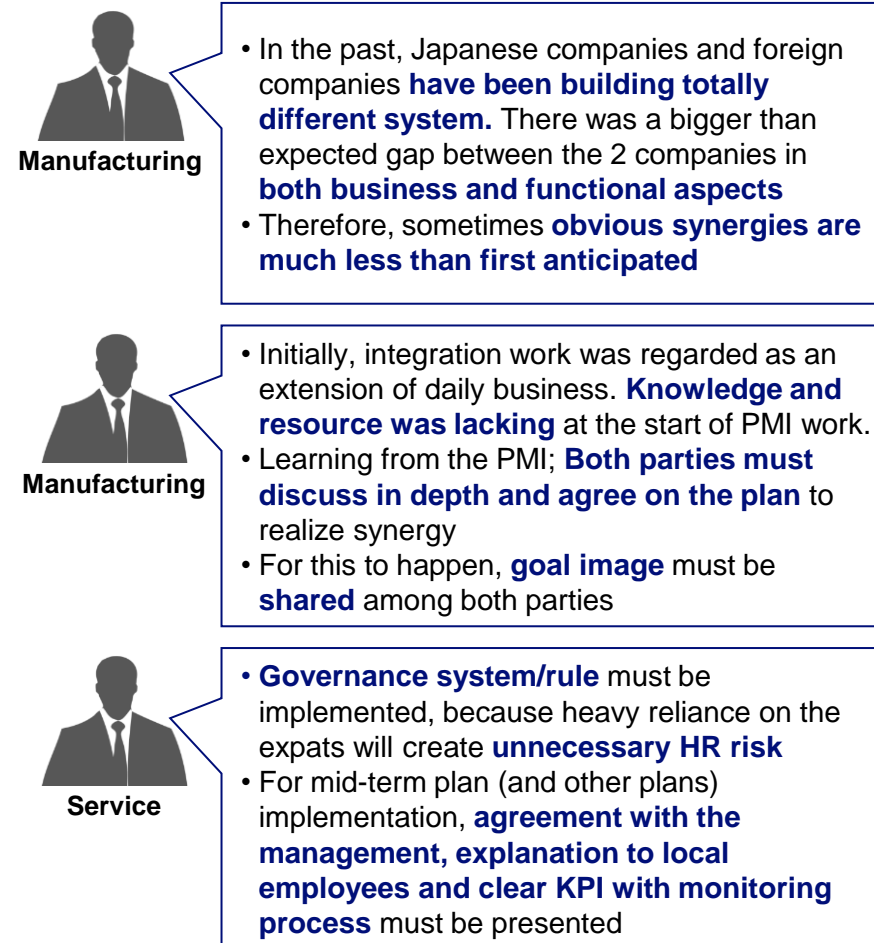 • In the past, Japanese companies and foreign
companies have been building totally
different system. There was a bigger than
expected gap between the 2 companies in
both business and functional aspects
• Therefore, sometimes obvious synergies are
much less than first anticipated
Manufacturing
• Initially, integration work was regarded as an
extension of daily business. Knowledge and
resource was lacking at the start of PMI work.
• Learning from the PMI; Both parties must
discuss in depth and agree on the plan to
realize synergy
• For this to happen, goal image must be
shared among both parties
Manufacturing
• Governance system/rule must be
implemented, because heavy reliance on the
expats will create unnecessary HR risk
• For mid-term plan (and other plans)
implementation, agreement with the
management, explanation to local
employees and clear KPI with monitoring
process must be presented
Service